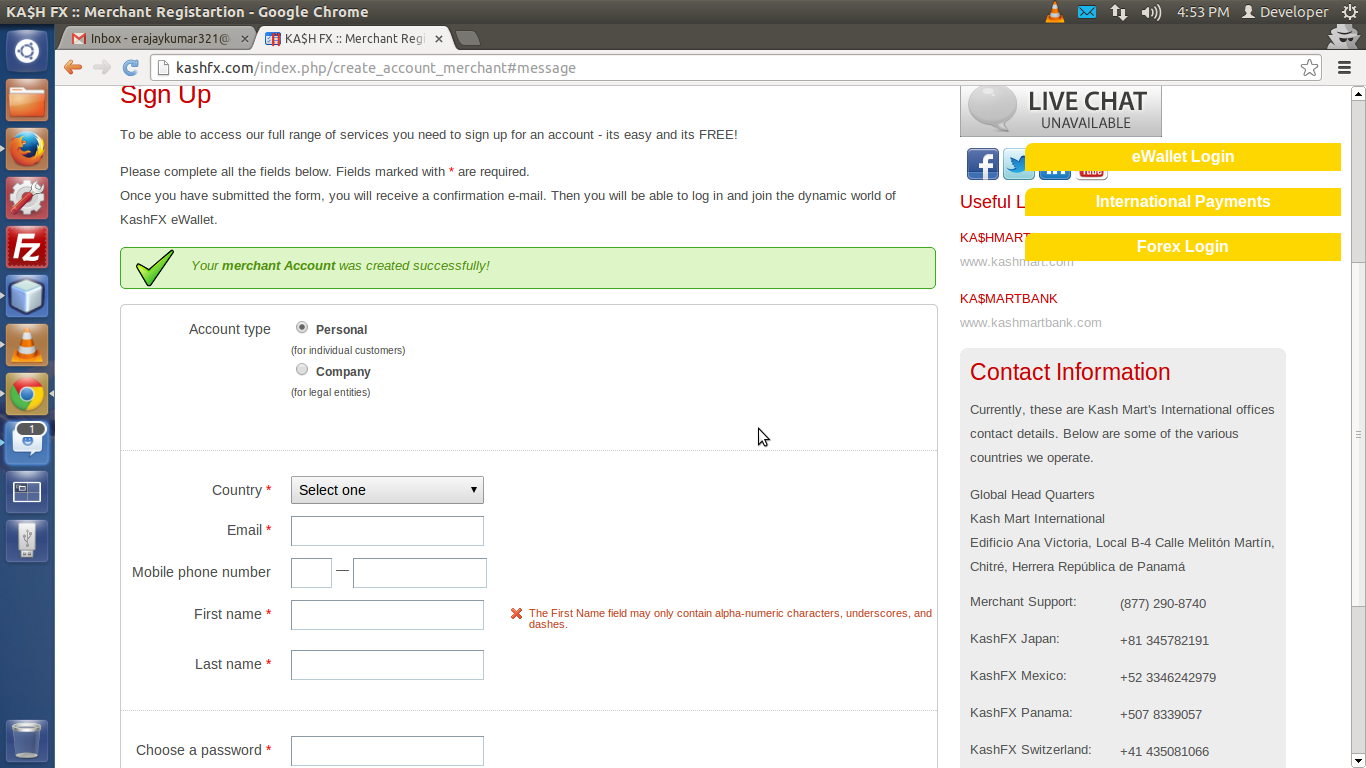 KA$H FX :: Merchant Registartion - Google Chrome
4:53 PM
Developer
Inbox - erajaykumar321@
KA$H FX :: Merchant Regi
kashfx.com/index.php/create_account_merchant#message
Sign Up
To be able to access our full range of services you need to sign up for an account - its easy and its FREE!
Please complete all the fields below. Fields marked with * are required.
Once you have submitted the form, you will receive a confirmation e-mail. Then you will be able to log in and join the dynamic world of
KashFX eWallet.
Your merchant Account was created successfully!
Account type
Personal
(for individual customers)
Company
(for legal entities)
Country *
Select one
Email *
Mobile phone number
—
First name *
The First Name field may only contain alpha-numeric characters, underscores, and
dashes.
Last name *
Choose a password *
LIVE CHAT
UNAVAILABLE
eWallet Login
Useful L
International Payments
KA$HMART
Forex Login
www.kashmart.com
KA$MARTBANK
www.kashmartbank.com
Contact Information
Currently, these are Kash Mart's International offices
contact details. Below are some of the various
countries we operate.
Global Head Quarters
Kash Mart International
Edificio Ana Victoria, Local B-4 Calle Melitón Martín,
Chitré, Herrera República de Panamá
Merchant Support: (877) 290-8740
KashFX Japan: +81 345782191
KashFX Mexico: +52 3346242979
KashFX Panama: +507 8339057
KashFX Switzerland: +41 435081066
Fz
1